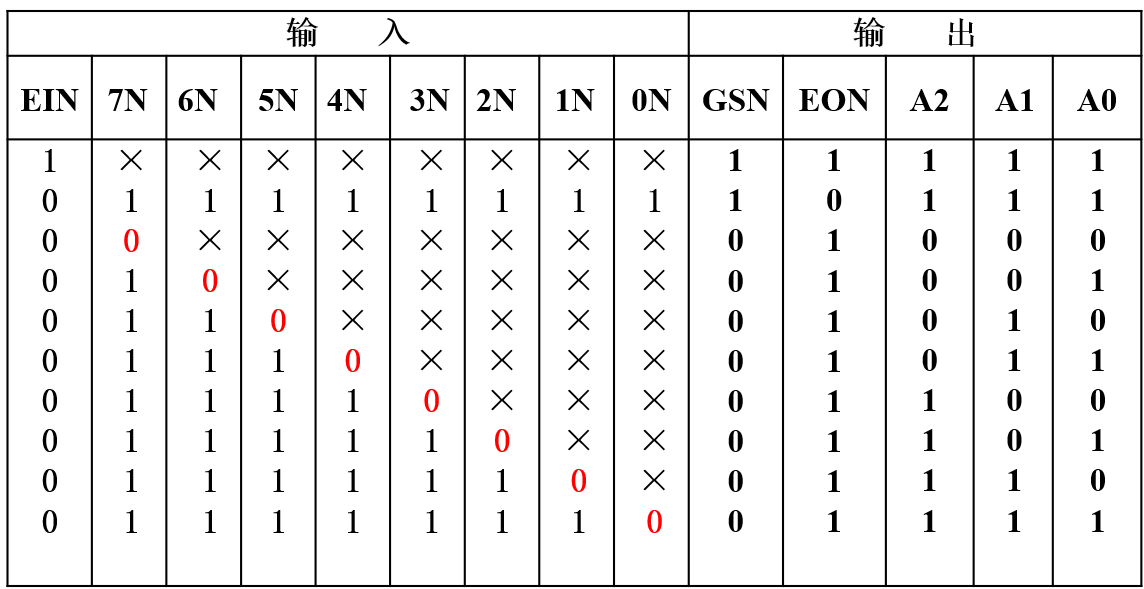 输 入 输 出
EIN 7N 6N 5N 4N 3N 2N 1N 0N GSN EON A2 A1 A0
1 × × × × × × × × 1 1 1 1 1
0 1 1 1 1 1 1 1 1 1 0 1 1 1
0 0 × × × × × × × 0 1 0 0 0
0 1 0 × × × × × × 0 1 0 0 1
0 1 1 0 × × × × × 0 1 0 1 0
0 1 1 1 0 × × × × 0 1 0 1 1
0 1 1 1 1 0 × × × 0 1 1 0 0
0 1 1 1 1 1 0 × × 0 1 1 0 1
0 1 1 1 1 1 1 0 × 0 1 1 1 0
0 1 1 1 1 1 1 1 0 0 1 1 1 1